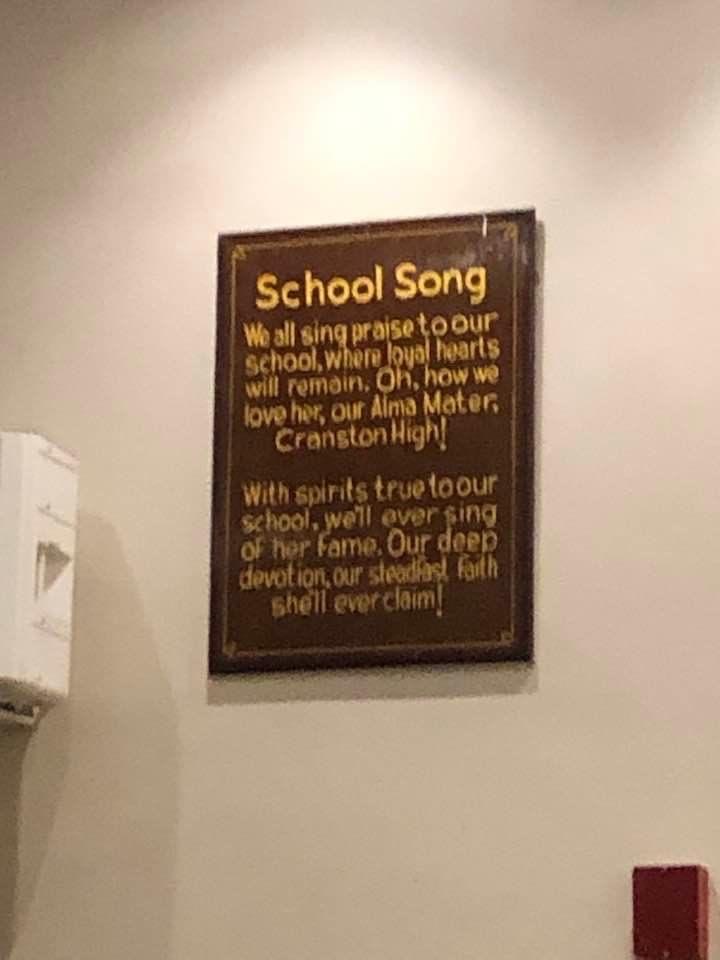 School Song
We all sing praise to our
school, where loyal hearts
will remain. Oh, how we
love her, our Alma Mater,
Cranston High!
With spirits true to our
school, we'll ever sing
of her fame. Our deep
devotion, our steadfast faith
she'll ever claim!